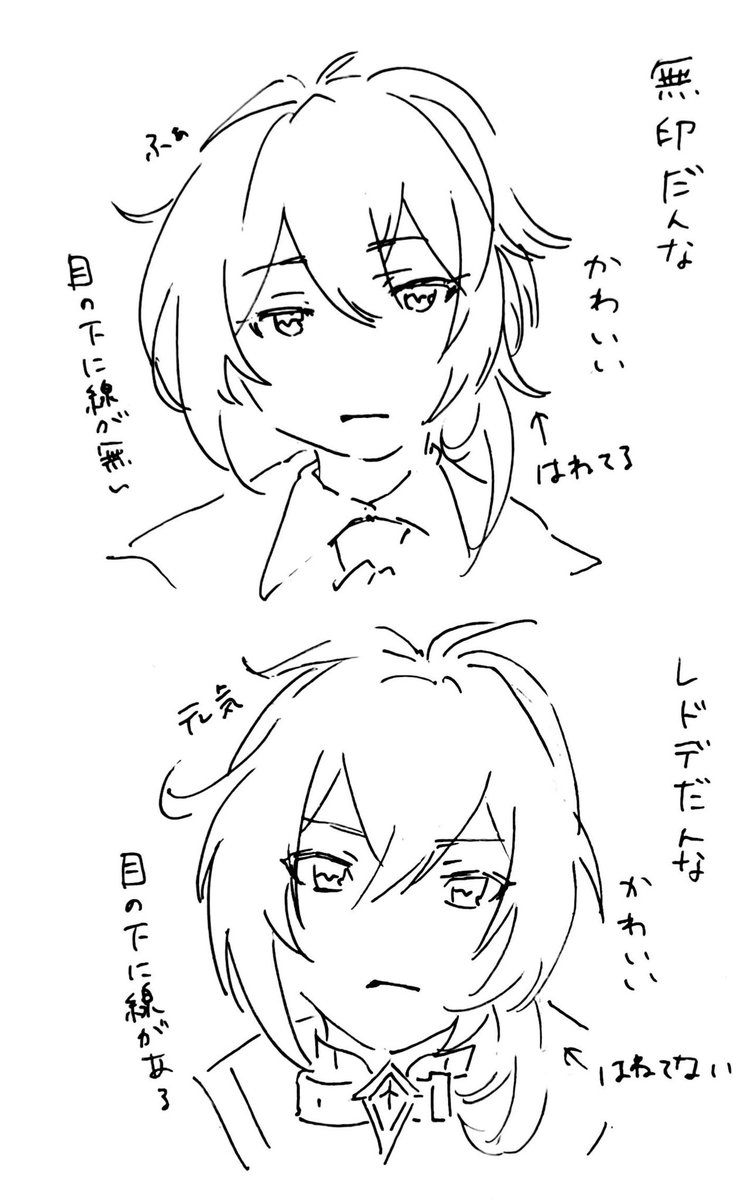 無印だんな
かわいい
ふぁ
目の下に線が無い
はねてる
レドデだんな
かわいい
元気
目の下に線がある
はねてない